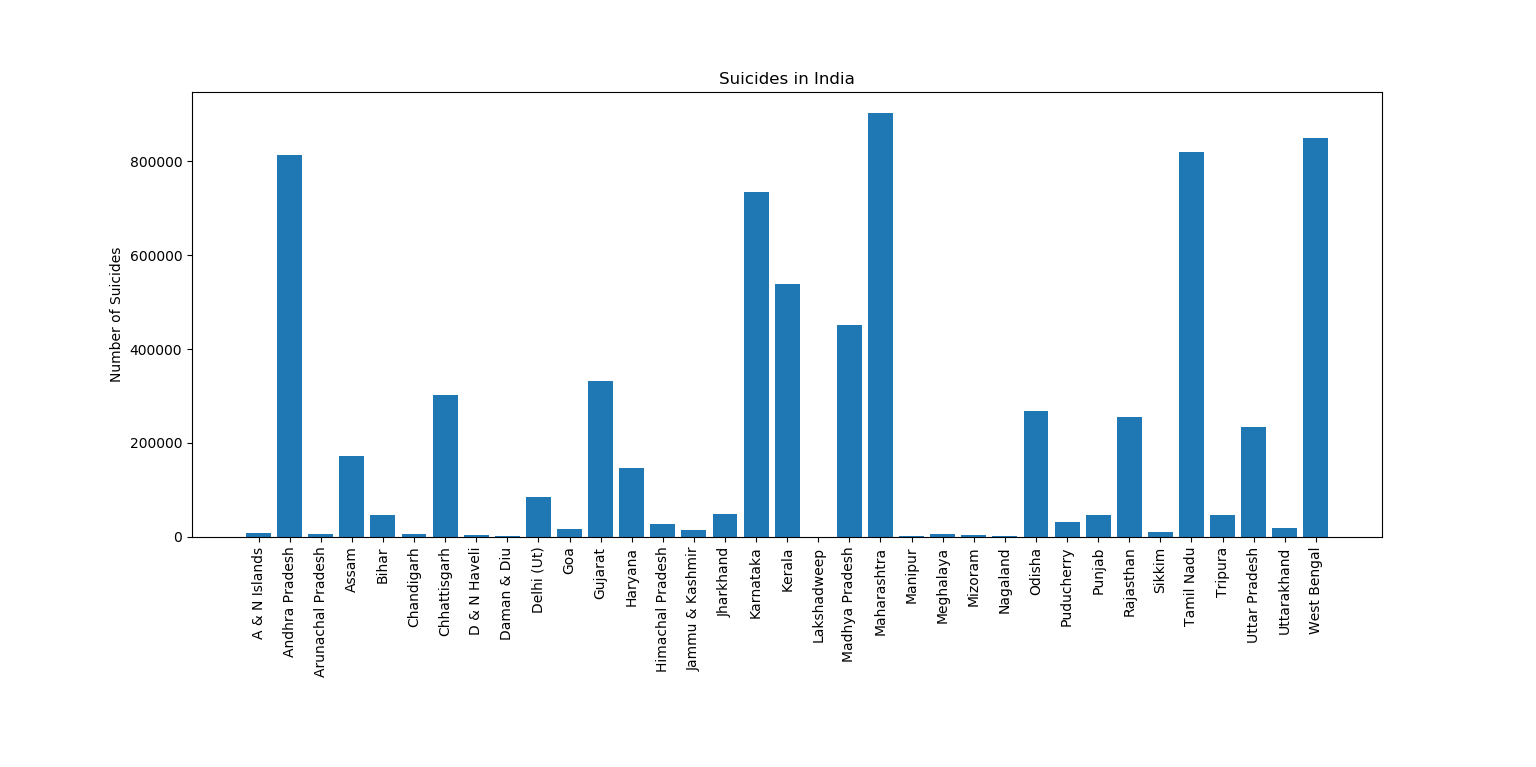 Suicides in India
Number of Suicides
800000
600000
400000
200000
0
A & N Islands
Andhra Pradesh
Arunachal Pradesh
Assam
Bihar
Chandigarh
Chhattisgarh
D & N Haveli
Daman & Diu
Delhi (Ut)
Goa
Gujarat
Haryana
Himachal Pradesh
Jammu & Kashmir
Jharkhand
Karnataka
Kerala
Lakshadweep
Madhya Pradesh
Maharashtra
Manipur
Meghalaya
Mizoram
Nagaland
Odisha
Puducherry
Punjab
Rajasthan
Sikkim
Tamil Nadu
Tripura
Uttar Pradesh
Uttarakhand
West Bengal